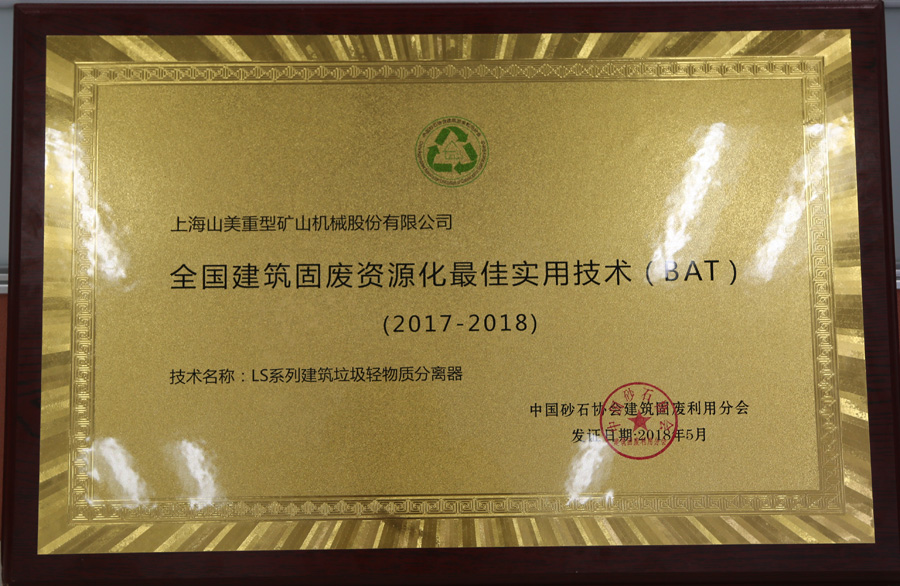 上海山美重型矿山机械股份有限公司
全国建筑固废资源化最佳实用技术（BAT）
(2017-2018)
技术名称：LS系列建筑垃圾轻物质分离器
中国砂石协会建筑固废利用分会
发证日期:2018年5月